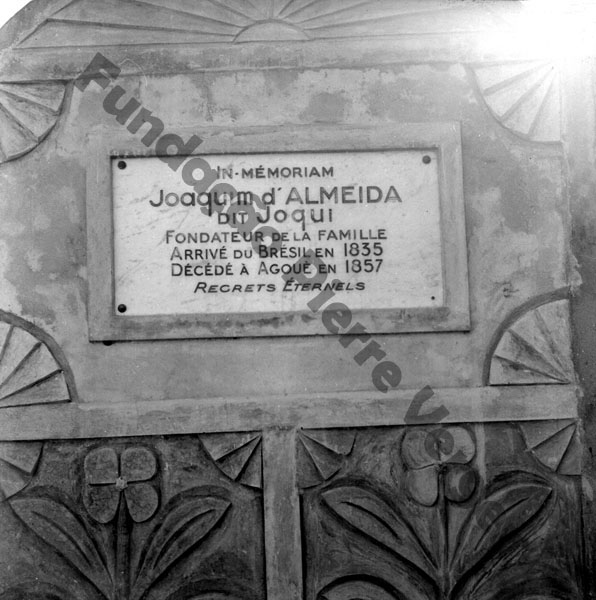 IN-MÉMORIAM
Joaquim d'ALMEIDA
DIT Joqui
FONDATEUR DE LA FAMILLE
ARRIVÉ DU BRÉSIL EN 1835
DÉCÉDÉ À AGOUÉ EN 1857
REGRETS ÉTERNELS
Fundação Pierre Verger